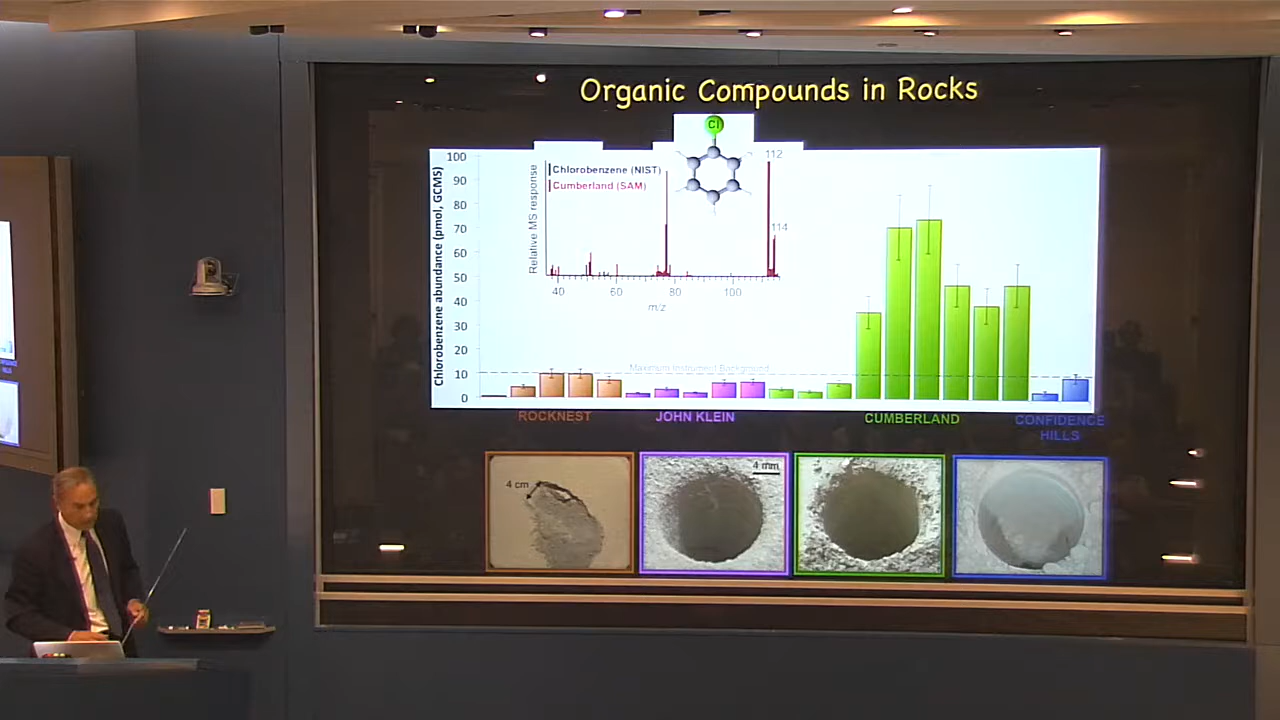 Organic Compounds in Rocks
Cl
Chlorobenzene abundance (pmol, GCMS)
100
90
80
70
60
50
40
30
20
10
0
Relative MS response
Chlorobenzene (NIST)
Cumberland (SAM)
112
114
40 60 80 100
m/z
Maximum Instrument Background
ROCKNEST JOHN KLEIN CUMBERLAND CONFIDENCE
HILLS
4 cm
4 mm